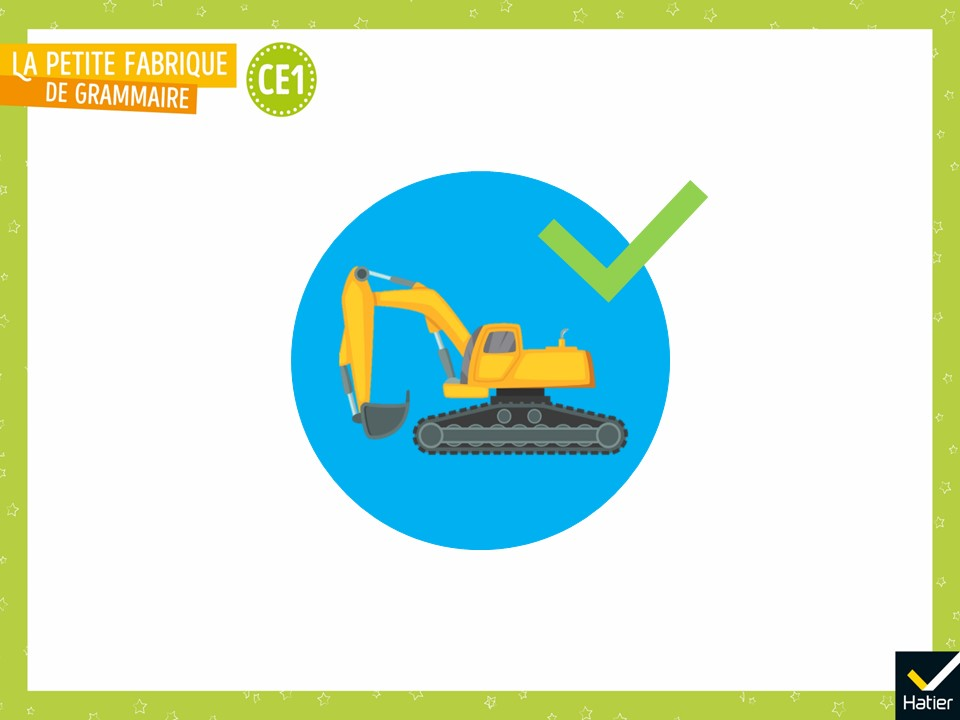 LA PETITE FABRIQUE
DE GRAMMAIRE
CE1
Hatier